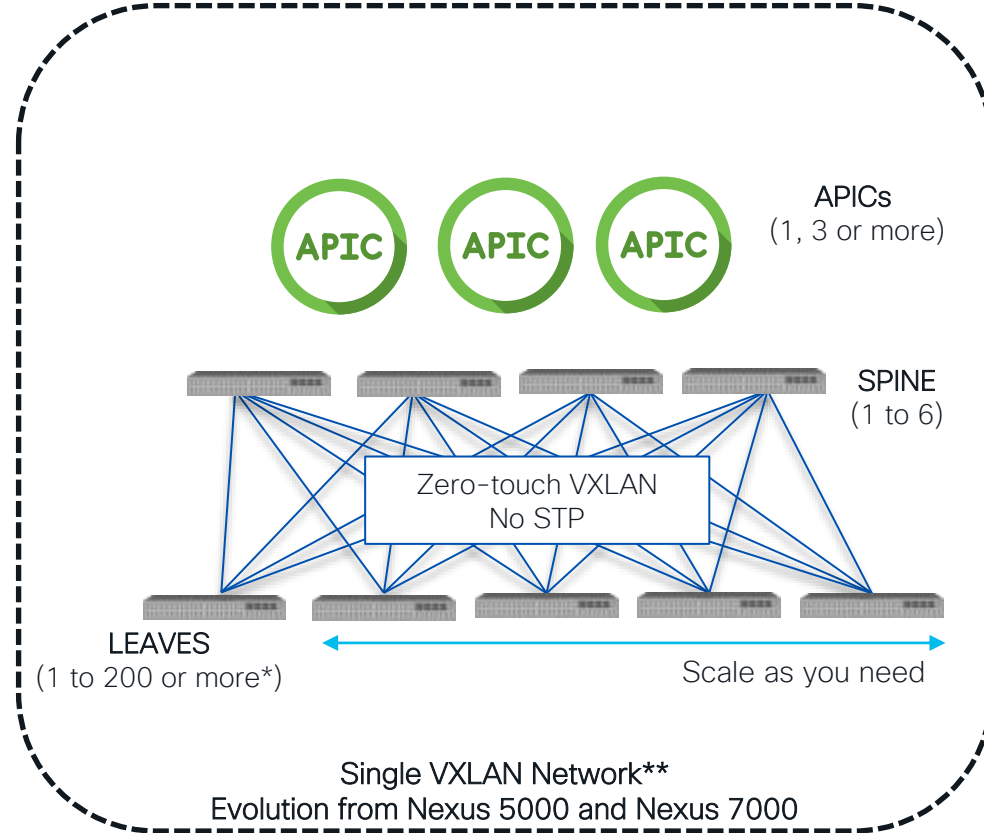 APIC
APIC
APIC
APICs
(1, 3 or more)
SPINE
(1 to 6)
Zero-touch VXLAN
No STP
LEAVES
(1 to 200 or more*)
Scale as you need
Single VXLAN Network**
Evolution from Nexus 5000 and Nexus 7000